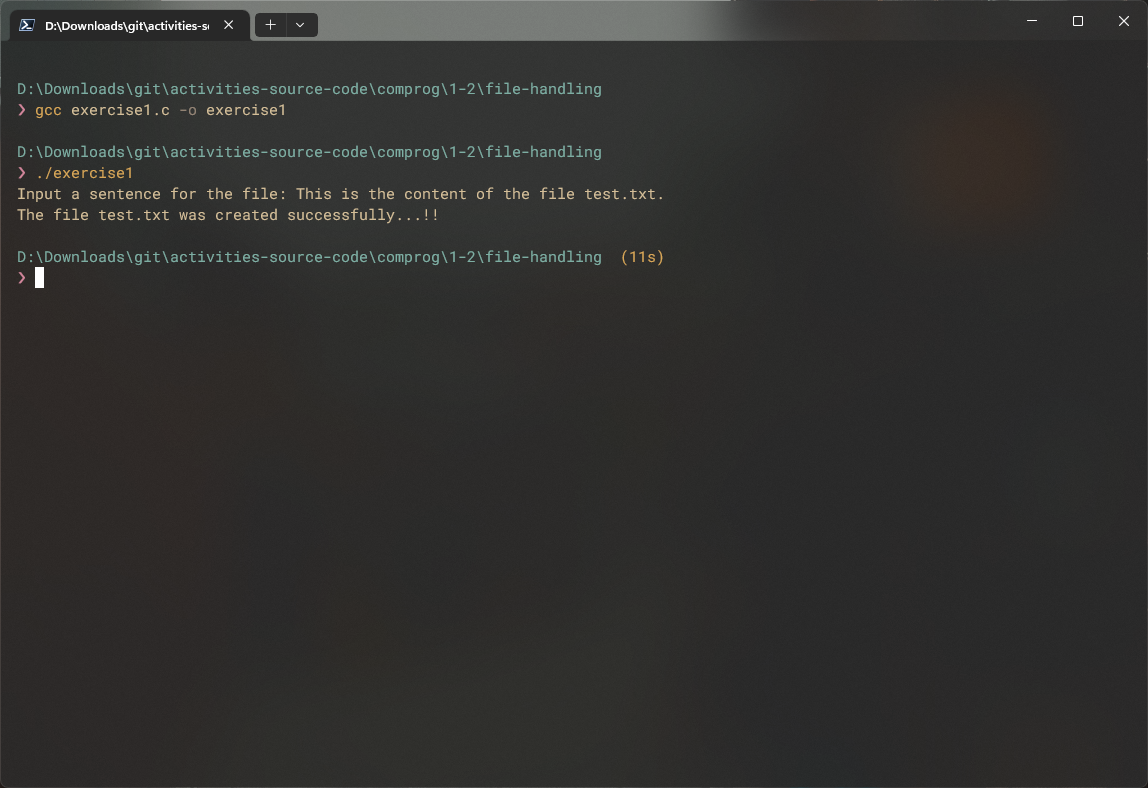 D:\Downloads\git\activities-s
D:\Downloads\git\activities-source-code\comprog\1-2\file-handling
❯ gcc exercise1.c -o exercise1
D:\Downloads\git\activities-source-code\comprog\1-2\file-handling
❯ ./exercise1
Input a sentence for the file: This is the content of the file test.txt.
The file test.txt was created successfully...!!
D:\Downloads\git\activities-source-code\comprog\1-2\file-handling (11s)
❯